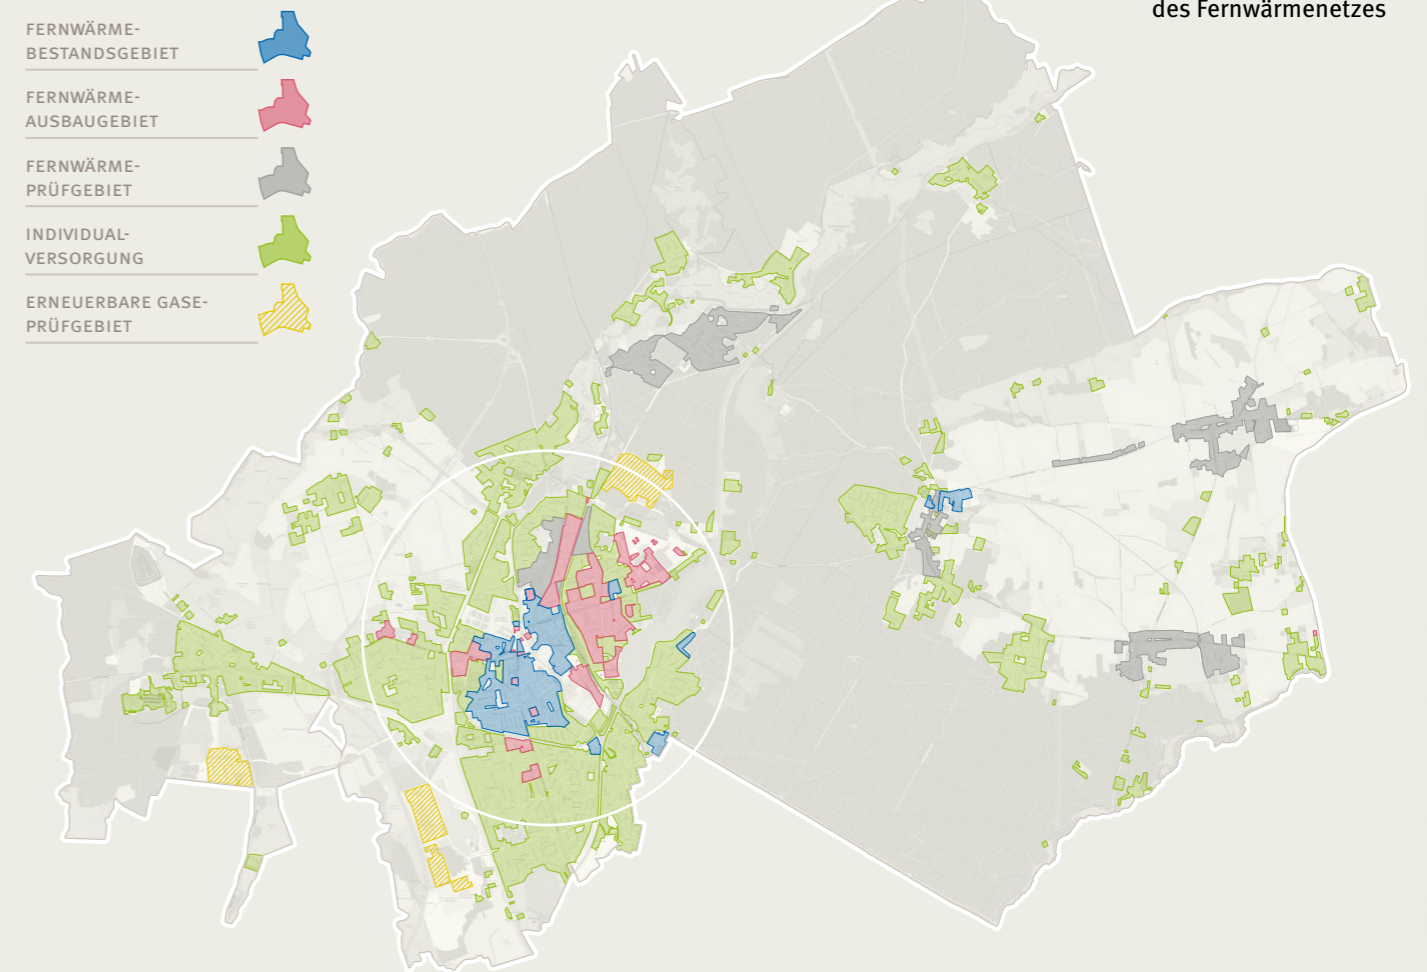 des Fernwärmenetzes
FERNWÄRME-
BESTANDSGEBIET
FERNWÄRME-
AUSBAUGEBIET
FERNWÄRME-
PRÜFGEBIET
INDIVIDUAL-
VERSORGUNG
ERNEUERBARE GASE-
PRÜFGEBIET